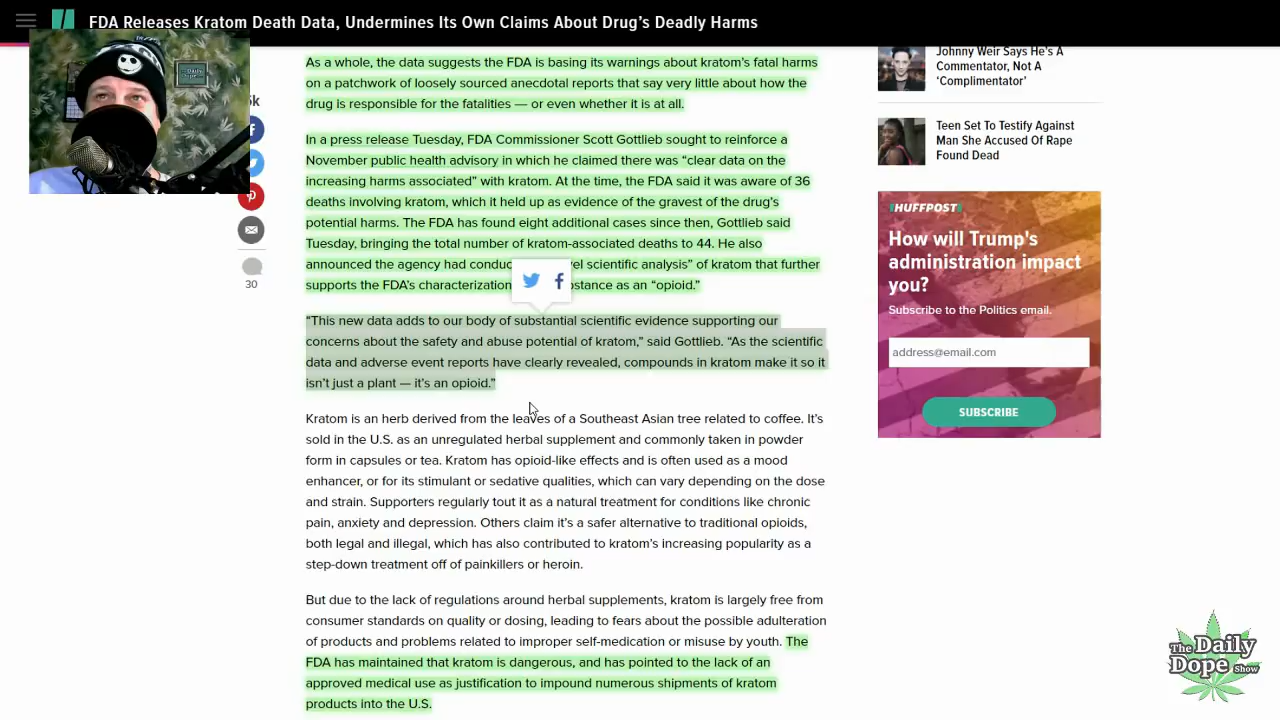 FDA Releases Kratom Death Data, Undermines Its Own Claims About Drug's Deadly Harms
As a whole, the data suggests the FDA is basing its warnings about kratom's fatal harms
on a patchwork of loosely sourced anecdotal reports that say very little about how the
drug is responsible for the fatalities — or even whether it is at all.
In a press release Tuesday, FDA Commissioner Scott Gottlieb sought to reinforce a
November public health advisory in which he claimed there was “clear data on the
increasing harms associated” with kratom. At the time, the FDA said it was aware of 36
deaths involving kratom, which it held up as evidence of the gravest of the drug's
potential harms. The FDA has found eight additional cases since then, Gottlieb said
Tuesday, bringing the total number of kratom-associated deaths to 44. He also
announced the agency had conduc el scientific analysis” of kratom that further
supports the FDA's characterization stance as an “opioid.”
“This new data adds to our body of substantial scientific evidence supporting our
concerns about the safety and abuse potential of kratom,” said Gottlieb. “As the scientific
data and adverse event reports have clearly revealed, compounds in kratom make it so it
isn't just a plant — it's an opioid.”
Kratom is an herb derived from the leaves of a Southeast Asian tree related to coffee. It's
sold in the U.S. as an unregulated herbal supplement and commonly taken in powder
form in capsules or tea. Kratom has opioid-like effects and is often used as a mood
enhancer, or for its stimulant or sedative qualities, which can vary depending on the dose
and strain. Supporters regularly tout it as a natural treatment for conditions like chronic
pain, anxiety and depression. Others claim it's a safer alternative to traditional opioids,
both legal and illegal, which has also contributed to kratom's increasing popularity as a
step-down treatment off of painkillers or heroin.
But due to the lack of regulations around herbal supplements, kratom is largely free from
consumer standards on quality or dosing, leading to fears about the possible adulteration
of products and problems related to improper self-medication or misuse by youth. The
FDA has maintained that kratom is dangerous, and has pointed to the lack of an
approved medical use as justification to impound numerous shipments of kratom
products into the U.S.
30
Johnny Weir Says He's A
Commentator, Not A
‘Complimentator’
Teen Set To Testify Against
Man She Accused Of Rape
Found Dead
HUFFPOST
How will Trump's
administration impact
you?
Subscribe to the Politics email.
address@email.com
SUBSCRIBE
The Daily
Dope Show